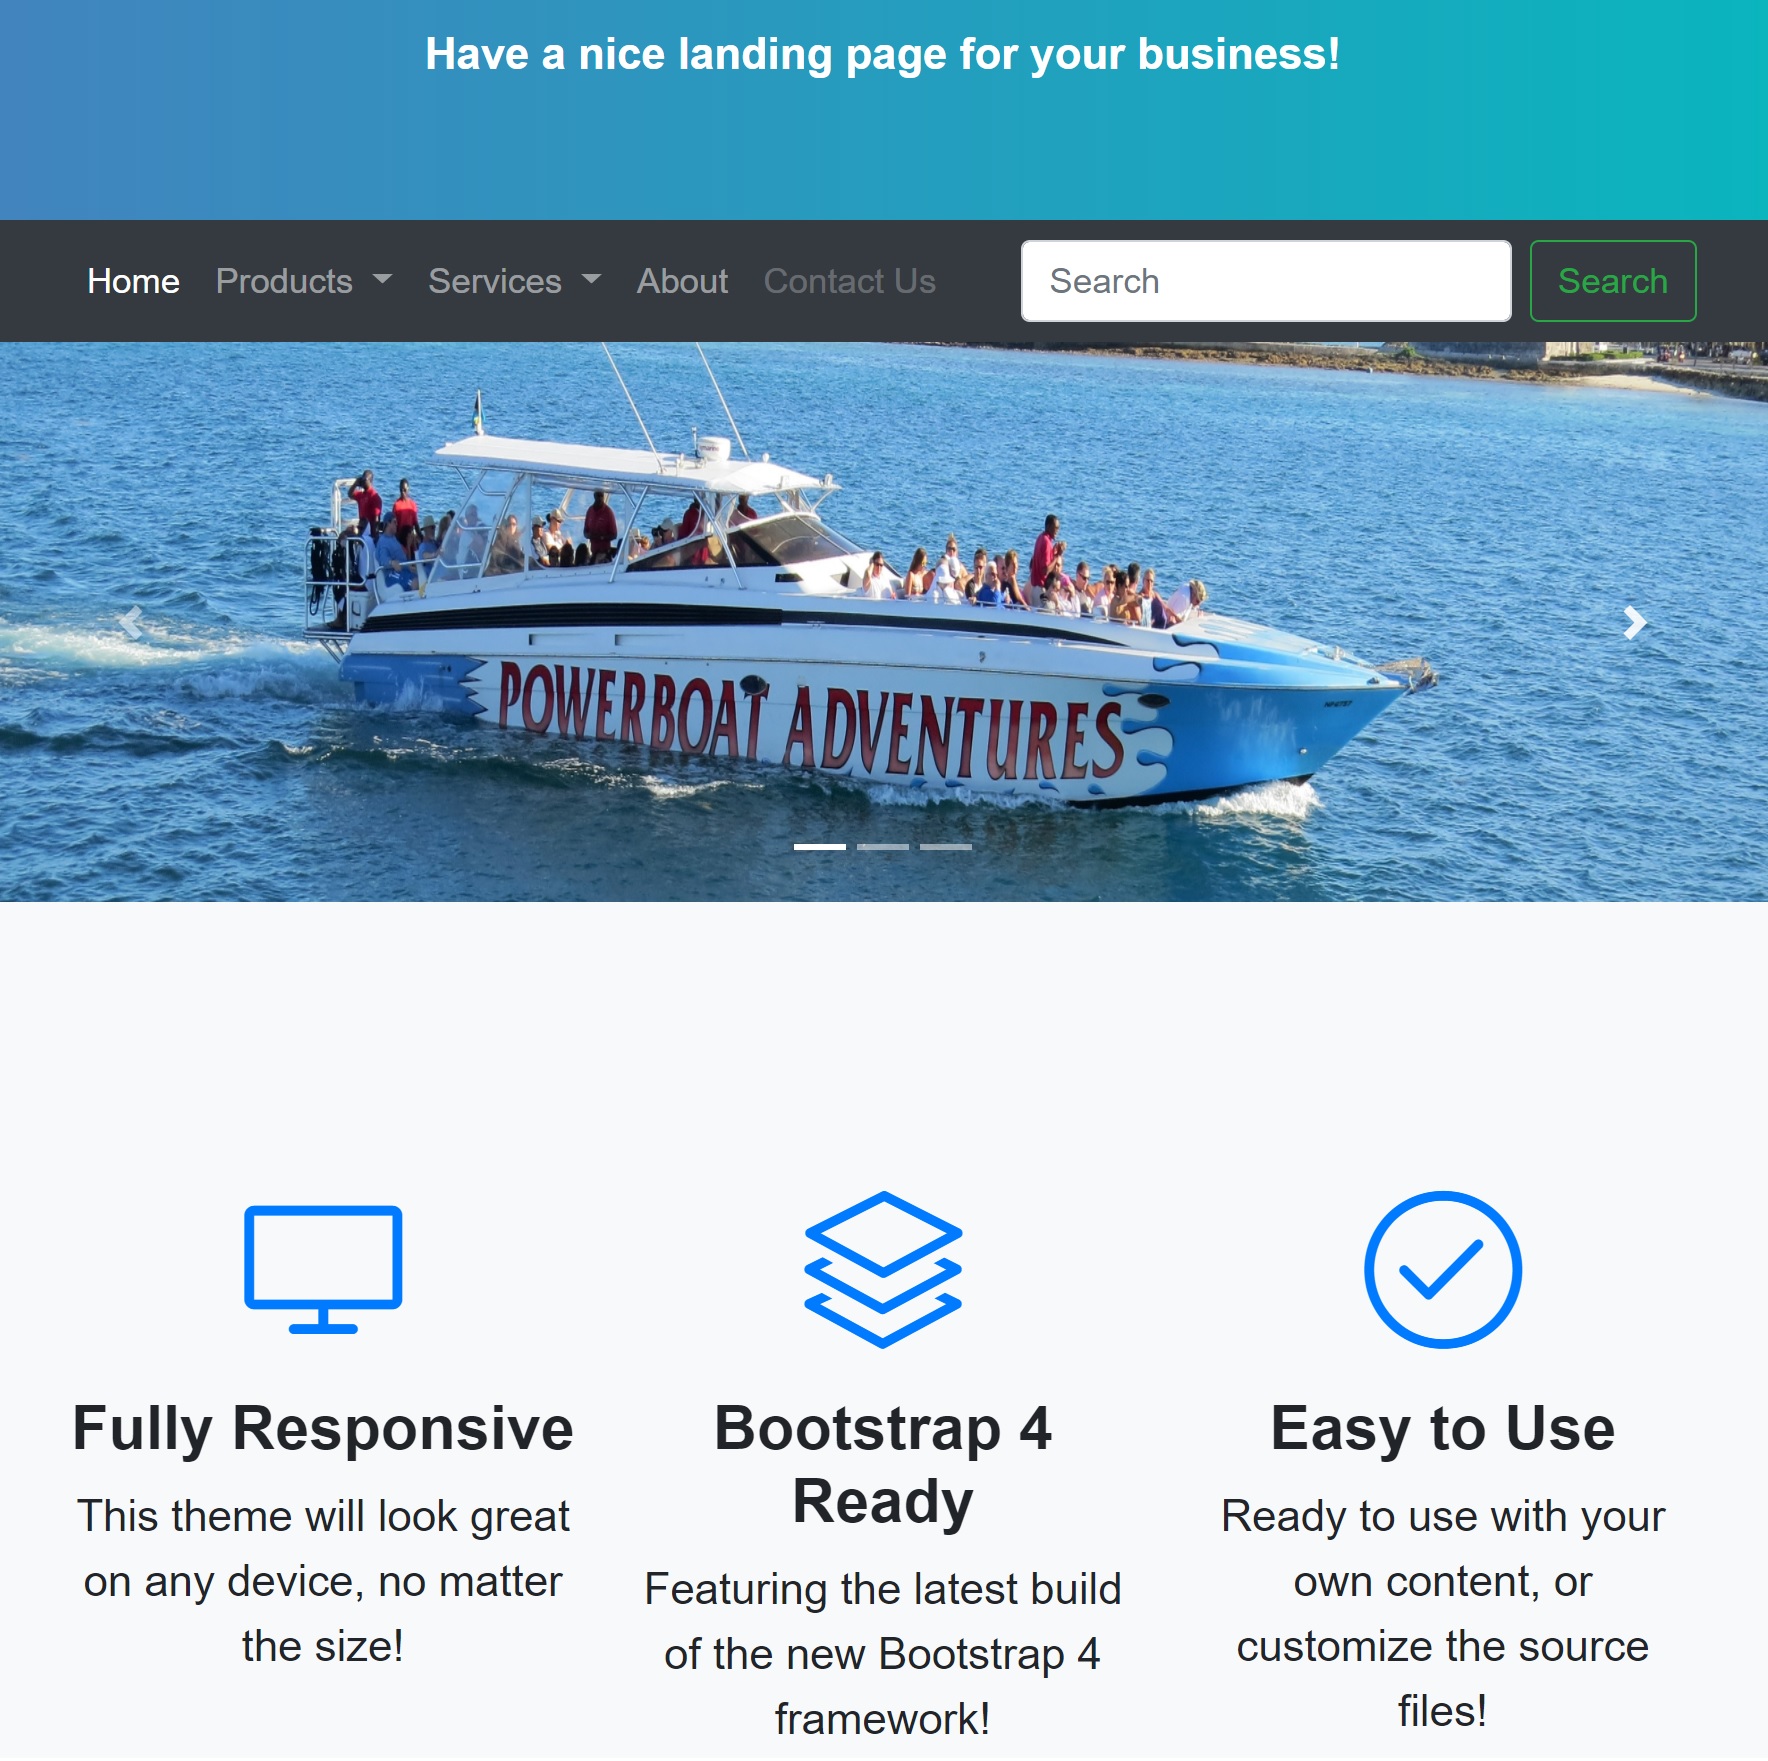 Have a nice landing page for your business!
Home Products Services About Contact Us Search Search
POWERBOAT ADVENTURES
Fully Responsive
This theme will look great
on any device, no matter
the size!
Bootstrap 4
Ready
Featuring the latest build
of the new Bootstrap 4
framework!
Easy to Use
Ready to use with your
own content, or
customize the source
files!